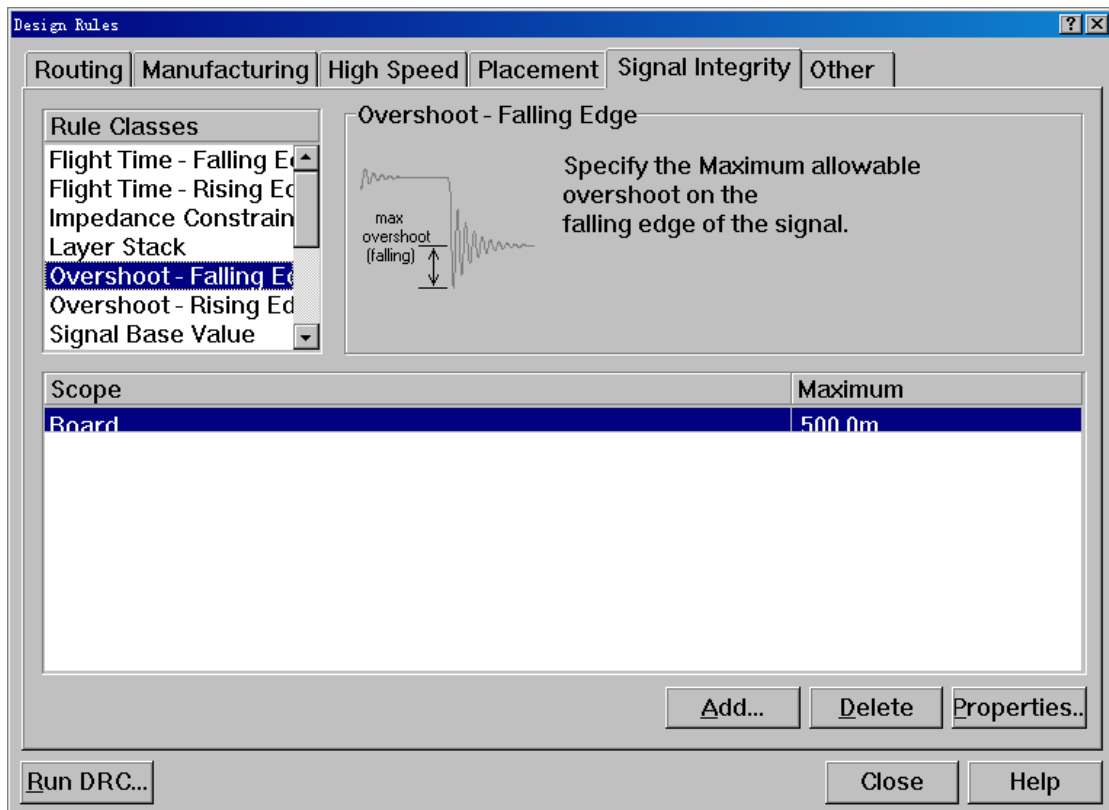 Design Rules
Routing Manufacturing High Speed Placement Signal Integrity Other
Rule Classes
Flight Time - Falling E
Flight Time - Rising Ed
Impedance Constrain
Layer Stack
Overshoot - Falling E
Overshoot - Rising Ed
Signal Base Value
Overshoot - Falling Edge
max
overshoot
(falling)
Specify the Maximum allowable
overshoot on the
falling edge of the signal.
Scope Maximum
Board 500.0m
Add... Delete Properties..
Run DRC... Close Help